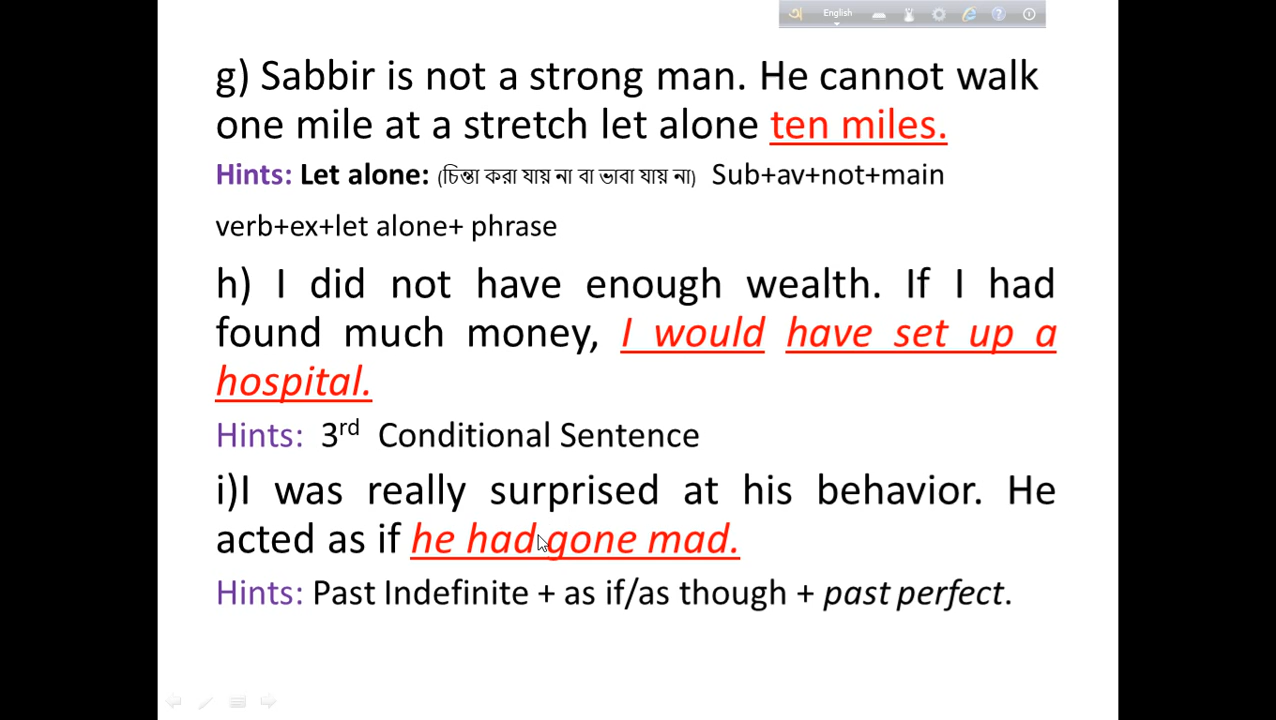 English
g) Sabbir is not a strong man. He cannot walk
one mile at a stretch let alone ten miles.
Hints: Let alone: (চিন্তা করা যায় না বা ভাবা যায় না) Sub+av+not+main
verb+ex+let alone+ phrase
h) I did not have enough wealth. If I had
found much money, I would have set up a
hospital.
Hints: 3rd Conditional Sentence
i)I was really surprised at his behavior. He
acted as if he had gone mad.
Hints: Past Indefinite + as if/as though + past perfect.